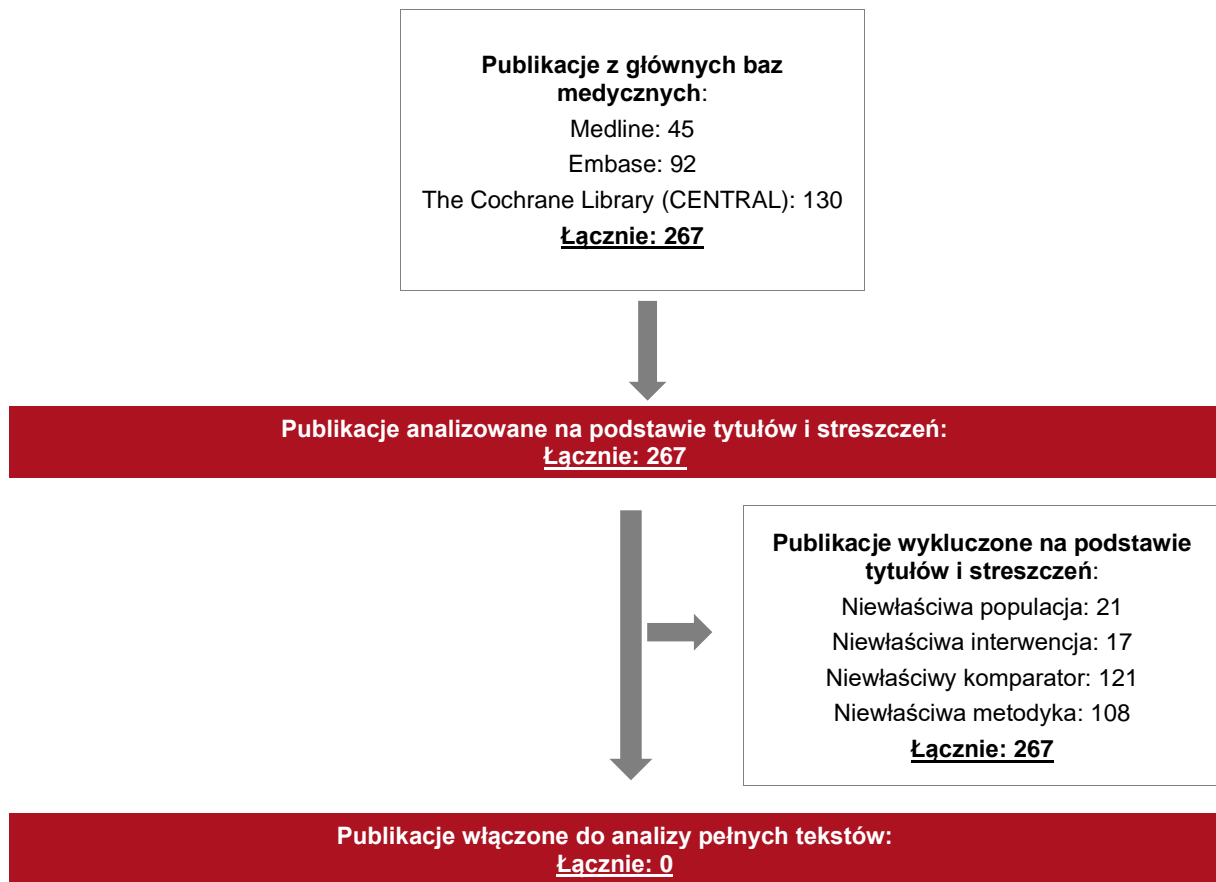 Publikacje z głównych baz
medycznych:
Medline: 45
Embase: 92
The Cochrane Library (CENTRAL): 130
Łącznie: 267
Publikacje analizowane na podstawie tytułów i streszczeń:
Łącznie: 267
Publikacje wykluczone na podstawie
tytułów i streszczeń:
Niewłaściwa populacja: 21
Niewłaściwa interwencja: 17
Niewłaściwy komparator: 121
Niewłaściwa metodyka: 108
Łącznie: 267
Publikacje włączone do analizy pełnych tekstów:
Łącznie: 0